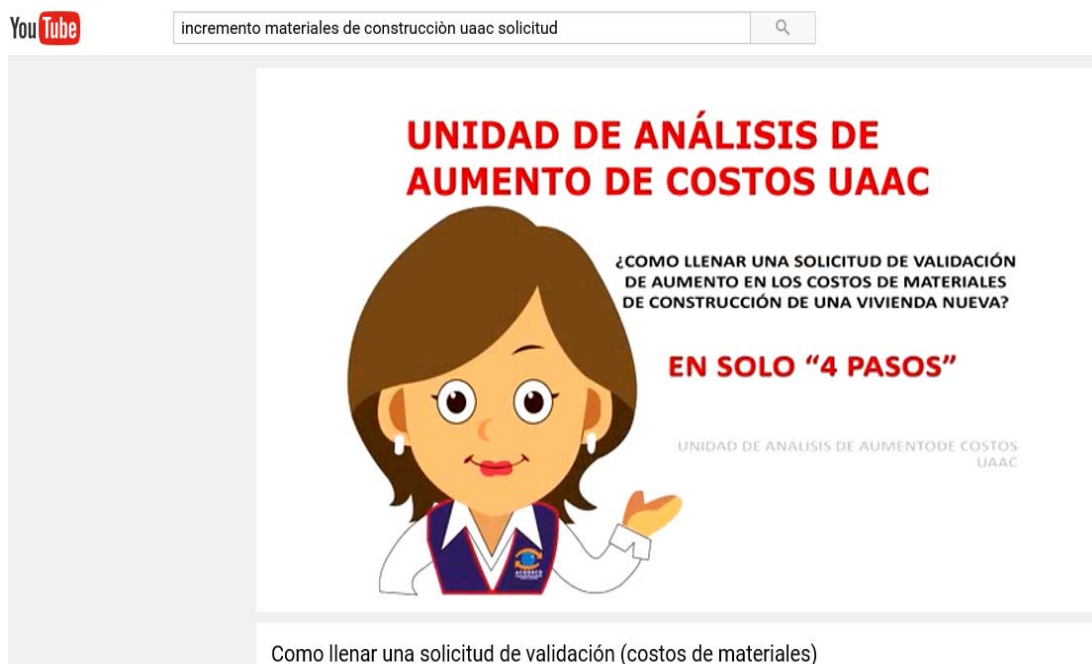 YouTube
incremento materiales de construcciòn uaac solicitud
UNIDAD DE ANÁLISIS DE
AUMENTO DE COSTOS UAAC
¿COMO LLENAR UNA SOLICITUD DE VALIDACIÓN
DE AUMENTO EN LOS COSTOS DE MATERIALES
DE CONSTRUCCIÓN DE UNA VIVIENDA NUEVA?
EN SOLO “4 PASOS”
UNIDAD DE ANALISIS DE AUMENTODE COSTOS
UAAC
ACODECO
Como llenar una solicitud de validación (costos de materiales)